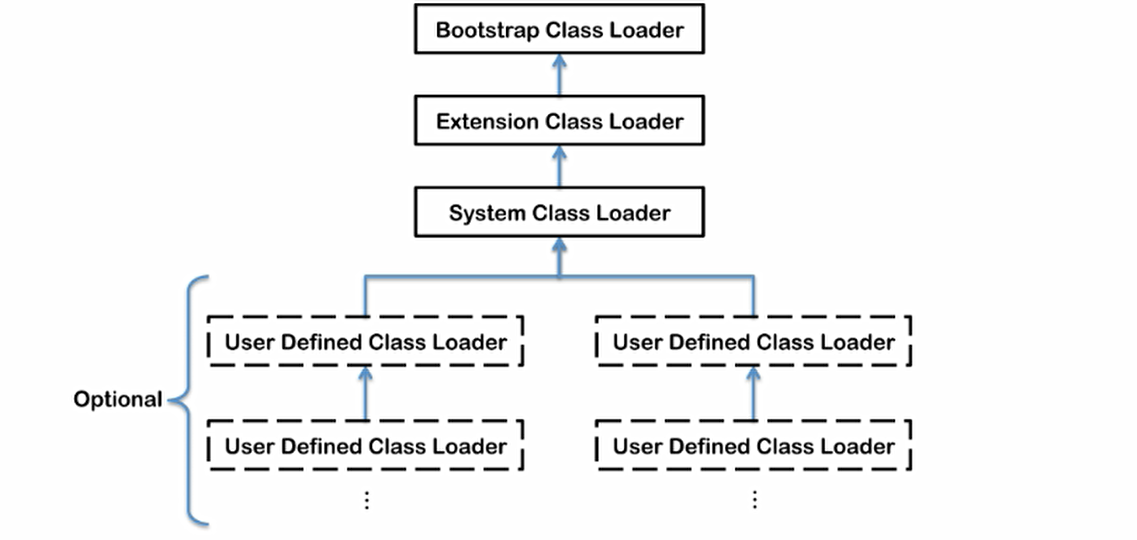 Bootstrap Class Loader
Extension Class Loader
System Class Loader
User Defined Class Loader
User Defined Class Loader
Optional
User Defined Class Loader
User Defined Class Loader
⋮
⋮